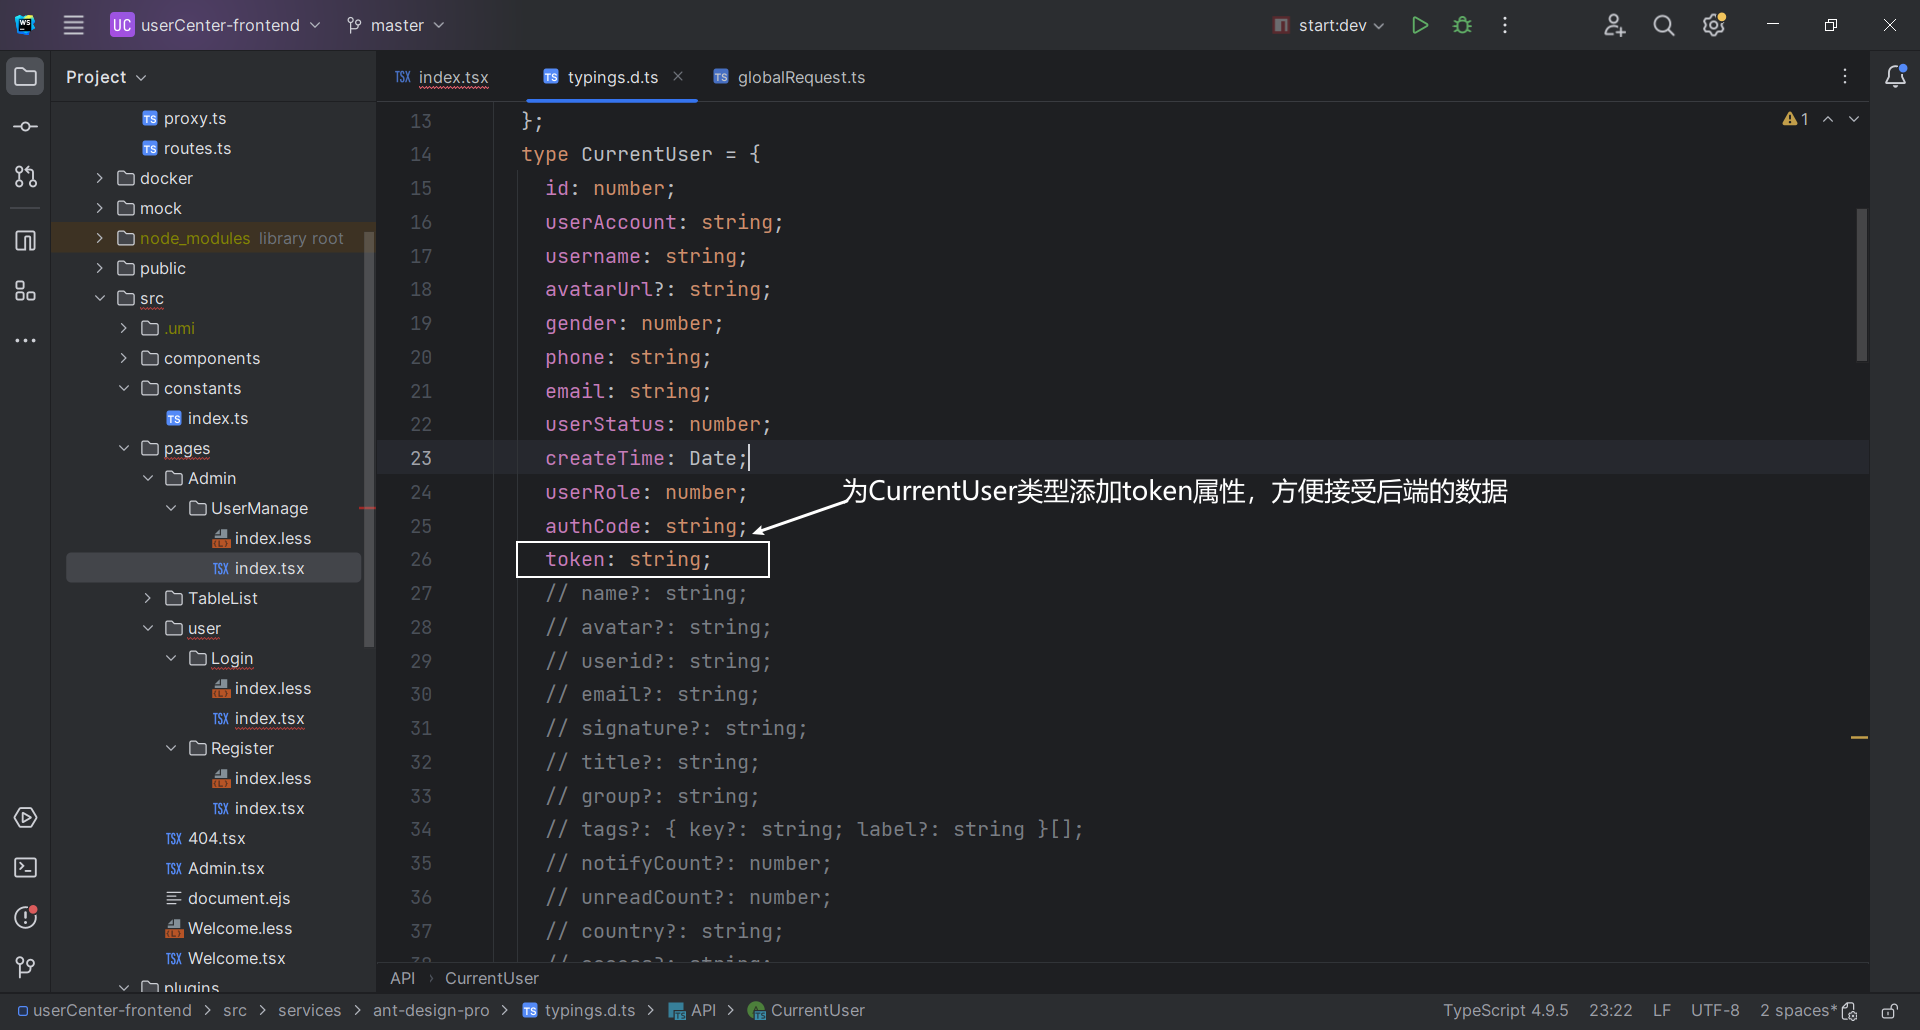 UC userCenter-frontend master start:dev
Project
index.tsx typings.d.ts globalRequest.ts
proxy.ts
routes.ts
docker
mock
node_modules library root
public
src
.umi
components
constants
index.ts
pages
Admin
UserManage
index.less
index.tsx
TableList
user
Login
index.less
index.tsx
Register
index.less
index.tsx
404.tsx
Admin.tsx
document.ejs
Welcome.less
Welcome.tsx
plugins
1
13 };
14 type CurrentUser = {
15 id: number;
16 userAccount: string;
17 username: string;
18 avatarUrl?: string;
19 gender: number;
20 phone: string;
21 email: string;
22 userStatus: number;
23 createTime: Date;
24 userRole: number;
为CurrentUser类型添加token属性，方便接受后端的数据
25 authCode: string;
26 token: string;
27 // name?: string;
28 // avatar?: string;
29 // userid?: string;
30 // email?: string;
31 // signature?: string;
32 // title?: string;
33 // group?: string;
34 // tags?: { key?: string; label?: string }[];
35 // notifyCount?: number;
36 // unreadCount?: number;
37 // country?: string;
API › CurrentUser
userCenter-frontend > src > services > ant-design-pro > typings.d.ts > API > CurrentUser
TypeScript 4.9.5 23:22 LF UTF-8 2 spaces*